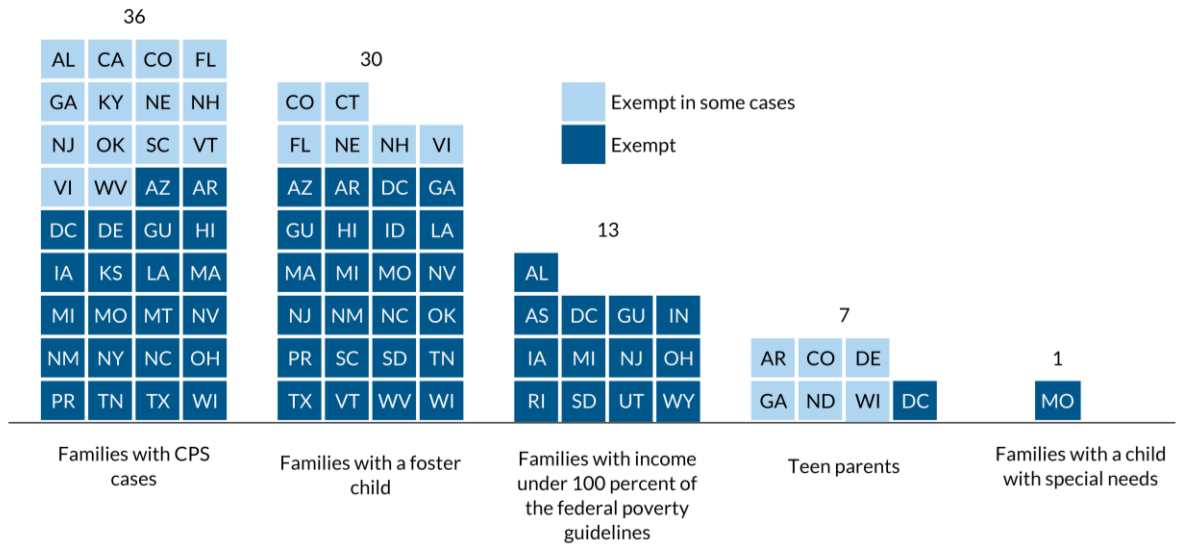 36
AL CA CO FL
GA KY NE NH
NJ OK SC VT
VI WV AZ AR
DC DE GU HI
IA KS LA MA
MI MO MT NV
NM NY NC OH
PR TN TX WI
Families with CPS
cases
30
CO CT
FL NE NH VI
AZ AR DC GA
GU HI ID LA
MA MI MO NV
NJ NM NC OK
PR SC SD TN
TX VT WV WI
Families with a foster
child
Exempt in some cases
Exempt
13
AL
AS DC GU IN
IA MI NJ OH
RI SD UT WY
Families with income
under 100 percent of
the federal poverty
guidelines
7
AR CO DE
GA ND WI DC
Teen parents
1
MO
Families with a child
with special needs